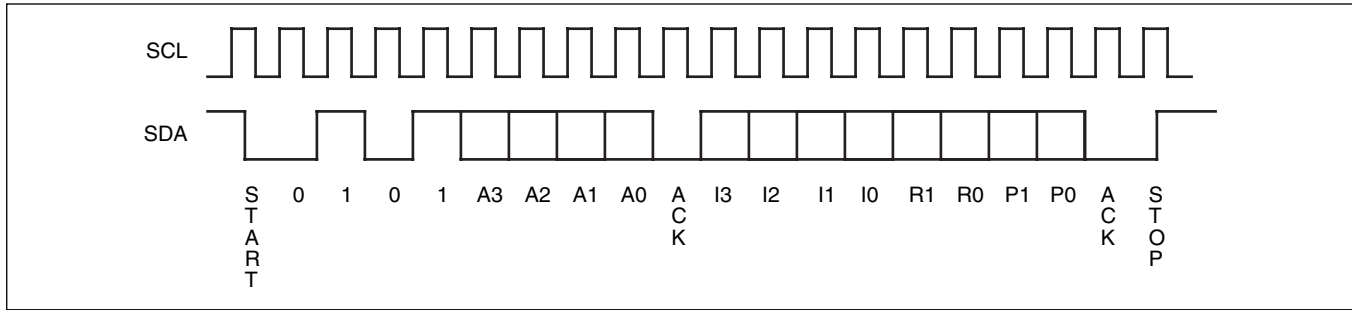 SCL
SDA
START 0 1 0 1 A3 A2 A1 A0 ACK I3 I2 I1 I0 R1 R0 P1 P0 ACK STOP